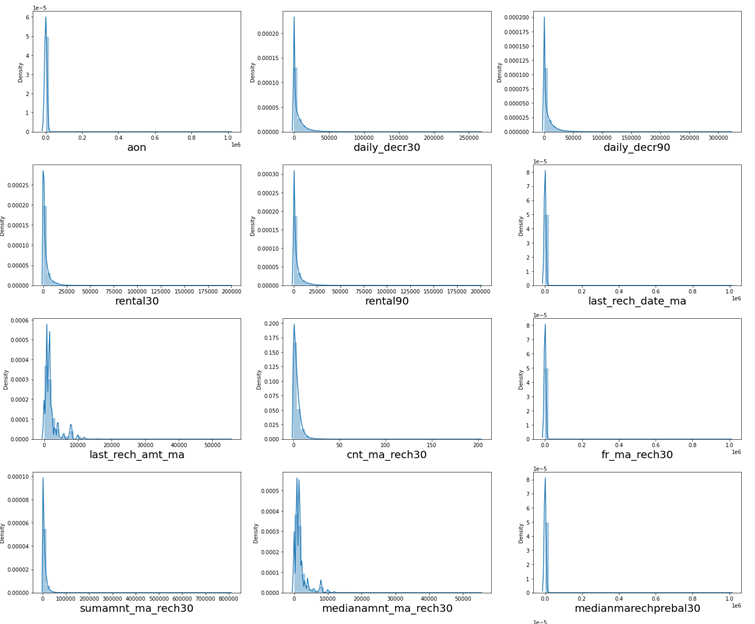 1e-5
Density
6
5
4
3
2
1
0
0.0 0.2 0.4 0.6 0.8 1.0
1e6
aon
Density
0.00020
0.00015
0.00010
0.00005
0.00000
0 50000 100000 150000 200000 250000
daily_decr30
Density
0.000200
0.000175
0.000150
0.000125
0.000100
0.000075
0.000050
0.000025
0.000000
0 50000 100000 150000 200000 250000 300000
daily_decr90
Density
0.00025
0.00020
0.00015
0.00010
0.00005
0.00000
0 25000 50000 75000 100000 125000 150000 175000 200000
rental30
Density
0.00030
0.00025
0.00020
0.00015
0.00010
0.00005
0.00000
0 25000 50000 75000 100000 125000 150000 175000 200000
rental90
1e-5
Density
8
7
6
5
4
3
2
1
0
0.0 0.2 0.4 0.6 0.8 1.0
1e6
last_rech_date_ma
Density
0.0006
0.0005
0.0004
0.0003
0.0002
0.0001
0.0000
0 10000 20000 30000 40000 50000
last_rech_amt_ma
Density
0.200
0.175
0.150
0.125
0.100
0.075
0.050
0.025
0.000
0 50 100 150 200
cnt_ma_rech30
1e-5
Density
8
7
6
5
4
3
2
1
0
0.0 0.2 0.4 0.6 0.8 1.0
1e6
fr_ma_rech30
Density
0.00010
0.00008
0.00006
0.00004
0.00002
0.00000
0 100000 200000 300000 400000 500000 600000 700000 800000
sumamnt_ma_rech30
Density
0.0005
0.0004
0.0003
0.0002
0.0001
0.0000
0 10000 20000 30000 40000 50000
medianamnt_ma_rech30
1e-5
Density
8
7
6
5
4
3
2
1
0
0.0 0.2 0.4 0.6 0.8 1.0
1e6
medianmarechprebal30
1e-5